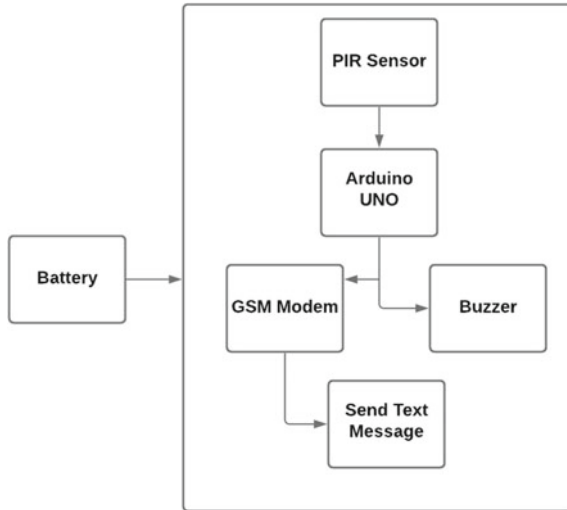 PIR Sensor
Arduino
UNO
Battery
GSM Modem
Buzzer
Send Text
Message